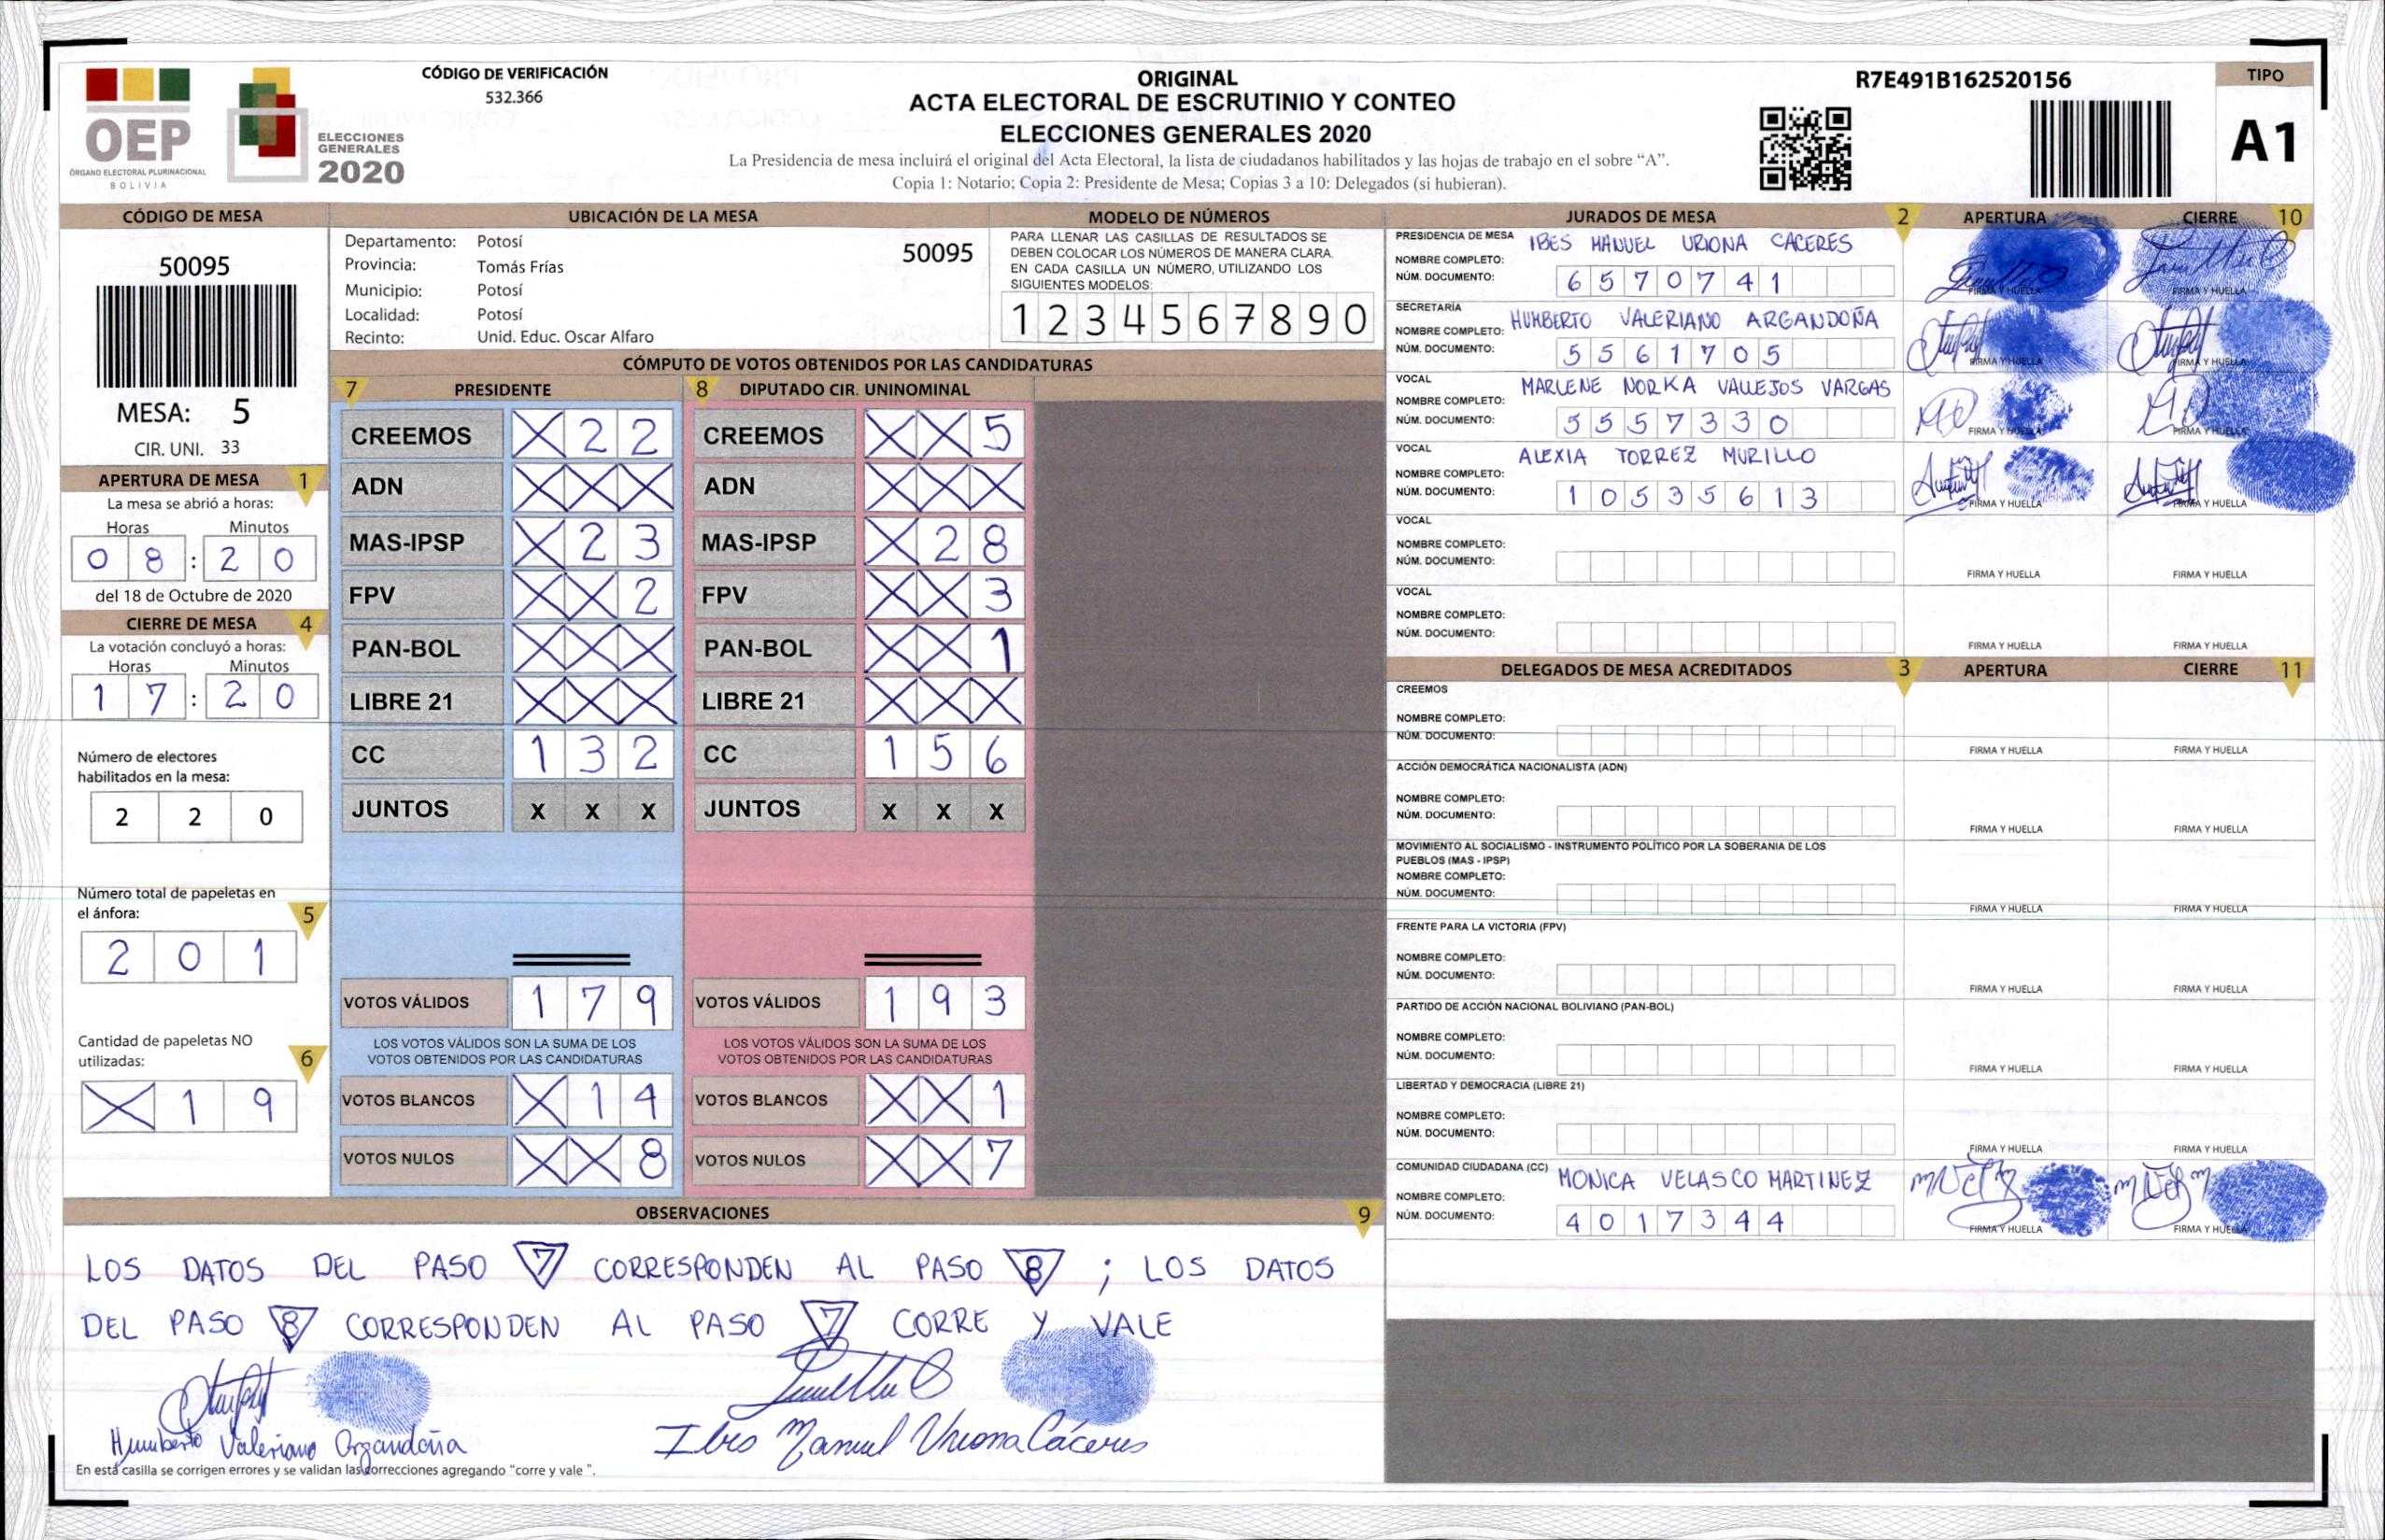 CÓDIGO DE VERIFICACIÓN
532.366
ORIGINAL
ACTA ELECTORAL DE ESCRUTINIO Y CONTEO
ELECCIONES GENERALES 2020
La Presidencia de mesa incluirá el original del Acta Electoral, la lista de ciudadanos habilitados y las hojas de trabajo en el sobre “A”.
Copia 1: Notario; Copia 2: Presidente de Mesa; Copias 3 a 10: Delegados (si hubieran).
R7E491B162520156
TIPO
A1
OEP
ÓRGANO ELECTORAL PLURINACIONAL
BOLIVIA
ELECCIONES
GENERALES
2020
CÓDIGO DE MESA
50095
MESA: 5
CIR. UNI. 33
APERTURA DE MESA 1
La mesa se abrió a horas:
Horas Minutos
0 8 : 2 0
del 18 de Octubre de 2020
CIERRE DE MESA 4
La votación concluyó a horas:
Horas Minutos
1 7 : 2 0
Número de electores
habilitados en la mesa:
2 2 0
Número total de papeletas en
el ánfora: 5
2 0 1
Cantidad de papeletas NO
utilizadas: 6
X 1 9
UBICACIÓN DE LA MESA
Departamento: Potosí 50095
Provincia: Tomás Frías
Municipio: Potosí
Localidad: Potosí
Recinto: Unid. Educ. Oscar Alfaro
MODELO DE NÚMEROS
PARA LLENAR LAS CASILLAS DE RESULTADOS SE
DEBEN COLOCAR LOS NÚMEROS DE MANERA CLARA.
EN CADA CASILLA UN NÚMERO, UTILIZANDO LOS
SIGUIENTES MODELOS:
1 2 3 4 5 6 7 8 9 0
CÓMPUTO DE VOTOS OBTENIDOS POR LAS CANDIDATURAS
7 PRESIDENTE 8 DIPUTADO CIR. UNINOMINAL
CREEMOS X 2 2 CREEMOS X X 5
ADN X X X ADN X X X
MAS-IPSP X 2 3 MAS-IPSP X 2 8
FPV X X 2 FPV X X 3
PAN-BOL X X X PAN-BOL X X 1
LIBRE 21 X X X LIBRE 21 X X X
CC 1 3 2 CC 1 5 6
JUNTOS X X X JUNTOS X X X
VOTOS VÁLIDOS 1 7 9 VOTOS VÁLIDOS 1 9 3
LOS VOTOS VÁLIDOS SON LA SUMA DE LOS LOS VOTOS VÁLIDOS SON LA SUMA DE LOS
VOTOS OBTENIDOS POR LAS CANDIDATURAS VOTOS OBTENIDOS POR LAS CANDIDATURAS
VOTOS BLANCOS X 1 4 VOTOS BLANCOS X X 1
VOTOS NULOS X X 8 VOTOS NULOS X X 7
OBSERVACIONES 9
LOS DATOS DEL PASO 7 CORRESPONDEN AL PASO 8 ; LOS DATOS
DEL PASO 8 CORRESPONDEN AL PASO 7 CORRE Y VALE
Humberto Valeriano Organdoña Ibis Manuel Uriona Cáceres
En está casilla se corrigen errores y se validan las correcciones agregando “corre y vale ”.
JURADOS DE MESA 2 APERTURA CIERRE 10
PRESIDENCIA DE MESA IBES MANUEL URIONA CACERES
NOMBRE COMPLETO:
NÚM. DOCUMENTO: 6 5 7 0 7 4 1
FIRMA Y HUELLA FIRMA Y HUELLA
SECRETARÍA
NOMBRE COMPLETO: HUMBERTO VALERIANO ARGANDOÑA
NÚM. DOCUMENTO: 5 5 6 1 7 0 5
FIRMA Y HUELLA FIRMA Y HUELLA
VOCAL MARLENE NORKA VALLEJOS VARGAS
NOMBRE COMPLETO:
NÚM. DOCUMENTO: 5 5 5 7 3 3 0
FIRMA Y HUELLA FIRMA Y HUELLA
VOCAL ALEXIA TORREZ MURILLO
NOMBRE COMPLETO:
NÚM. DOCUMENTO: 1 0 5 3 5 6 1 3
FIRMA Y HUELLA FIRMA Y HUELLA
VOCAL
NOMBRE COMPLETO:
NÚM. DOCUMENTO:
FIRMA Y HUELLA FIRMA Y HUELLA
VOCAL
NOMBRE COMPLETO:
NÚM. DOCUMENTO:
FIRMA Y HUELLA FIRMA Y HUELLA
DELEGADOS DE MESA ACREDITADOS 3 APERTURA CIERRE 11
CREEMOS
NOMBRE COMPLETO:
NÚM. DOCUMENTO:
FIRMA Y HUELLA FIRMA Y HUELLA
ACCIÓN DEMOCRÁTICA NACIONALISTA (ADN)
NOMBRE COMPLETO:
NÚM. DOCUMENTO:
FIRMA Y HUELLA FIRMA Y HUELLA
MOVIMIENTO AL SOCIALISMO - INSTRUMENTO POLÍTICO POR LA SOBERANIA DE LOS
PUEBLOS (MAS - IPSP)
NOMBRE COMPLETO:
NÚM. DOCUMENTO:
FIRMA Y HUELLA FIRMA Y HUELLA
FRENTE PARA LA VICTORIA (FPV)
NOMBRE COMPLETO:
NÚM. DOCUMENTO:
FIRMA Y HUELLA FIRMA Y HUELLA
PARTIDO DE ACCIÓN NACIONAL BOLIVIANO (PAN-BOL)
NOMBRE COMPLETO:
NÚM. DOCUMENTO:
FIRMA Y HUELLA FIRMA Y HUELLA
LIBERTAD Y DEMOCRACIA (LIBRE 21)
NOMBRE COMPLETO:
NÚM. DOCUMENTO:
FIRMA Y HUELLA FIRMA Y HUELLA
COMUNIDAD CIUDADANA (CC) MONICA VELASCO MARTINEZ
NOMBRE COMPLETO:
NÚM. DOCUMENTO: 4 0 1 7 3 4 4
FIRMA Y HUELLA FIRMA Y HUELLA